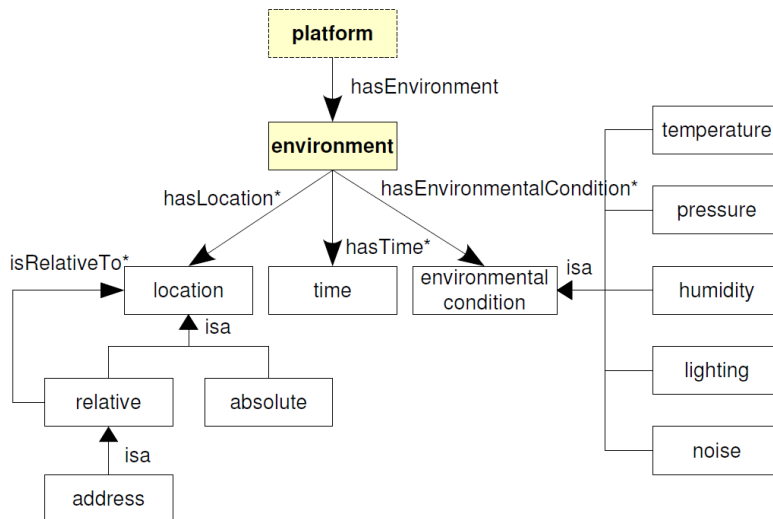 platform
hasEnvironment
environment
temperature
hasLocation*
hasEnvironmentalCondition*
pressure
isRelativeTo*
hasTime*
isa
location
time
environmental
condition
humidity
isa
relative
absolute
lighting
isa
noise
address